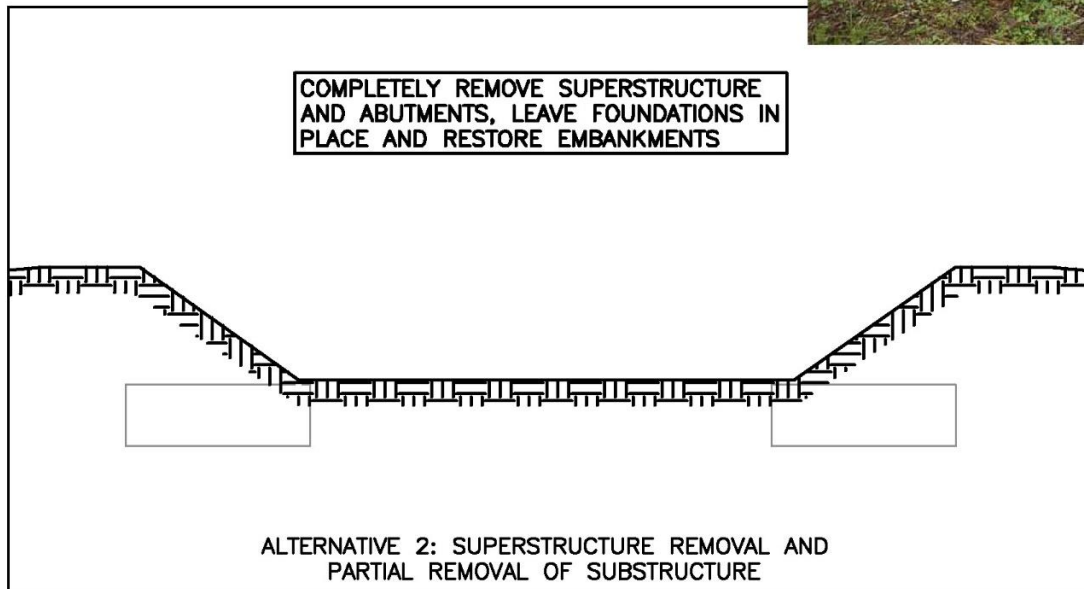 COMPLETELY REMOVE SUPERSTRUCTURE
AND ABUTMENTS, LEAVE FOUNDATIONS IN
PLACE AND RESTORE EMBANKMENTS
ALTERNATIVE 2: SUPERSTRUCTURE REMOVAL AND
PARTIAL REMOVAL OF SUBSTRUCTURE